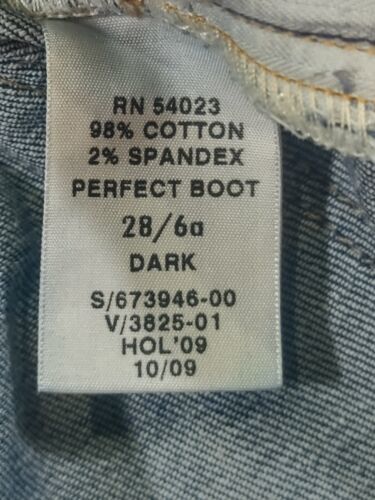 RN 54023
98% COTTON
2% SPANDEX
PERFECT BOOT
28/6a
DARK
S/673946-00
V/3825-01
HOL'09
10/09